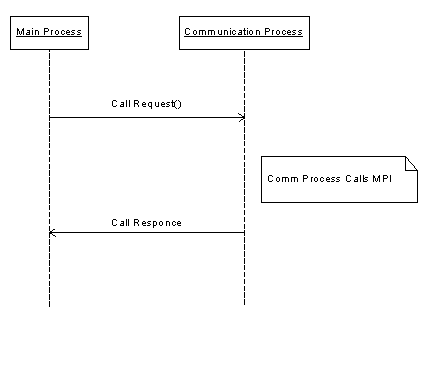 Main Process
Communication Process
Call Request()
Comm Process Calls MPI
Call Responce